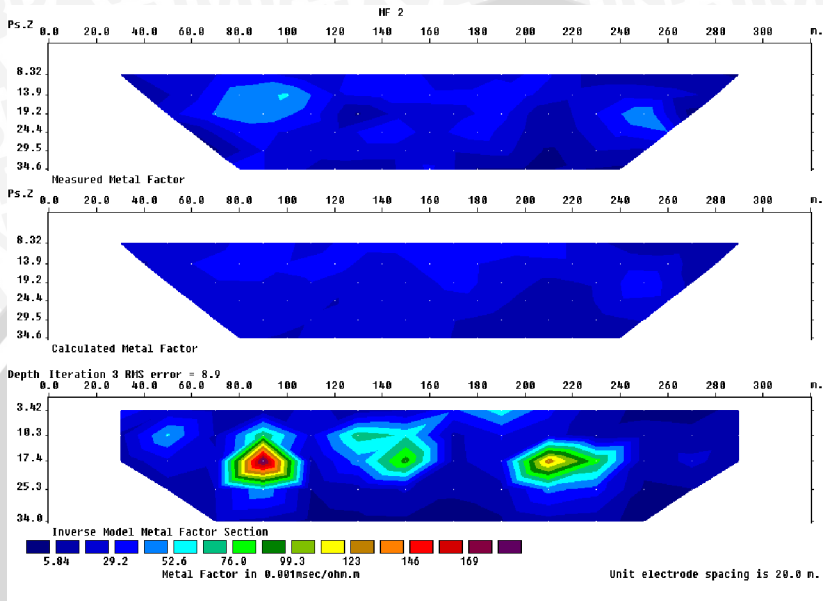 MF 2
Ps.Z 0.0 20.0 40.0 60.0 80.0 100 120 140 160 180 200 220 240 260 280 300 m.
8.32
13.9
19.2
24.4
29.5
34.6
Measured Metal Factor
Ps.Z 0.0 20.0 40.0 60.0 80.0 100 120 140 160 180 200 220 240 260 280 300 m.
8.32
13.9
19.2
24.4
29.5
34.6
Calculated Metal Factor
Depth Iteration 3 RMS error = 8.9
0.0 20.0 40.0 60.0 80.0 100 120 140 160 180 200 220 240 260 280 300 m.
3.42
10.3
17.4
25.3
34.0
Inverse Model Metal Factor Section
5.84 29.2 52.6 76.0 99.3 123 146 169
Metal Factor in 0.001msec/ohm.m Unit electrode spacing is 20.0 m.